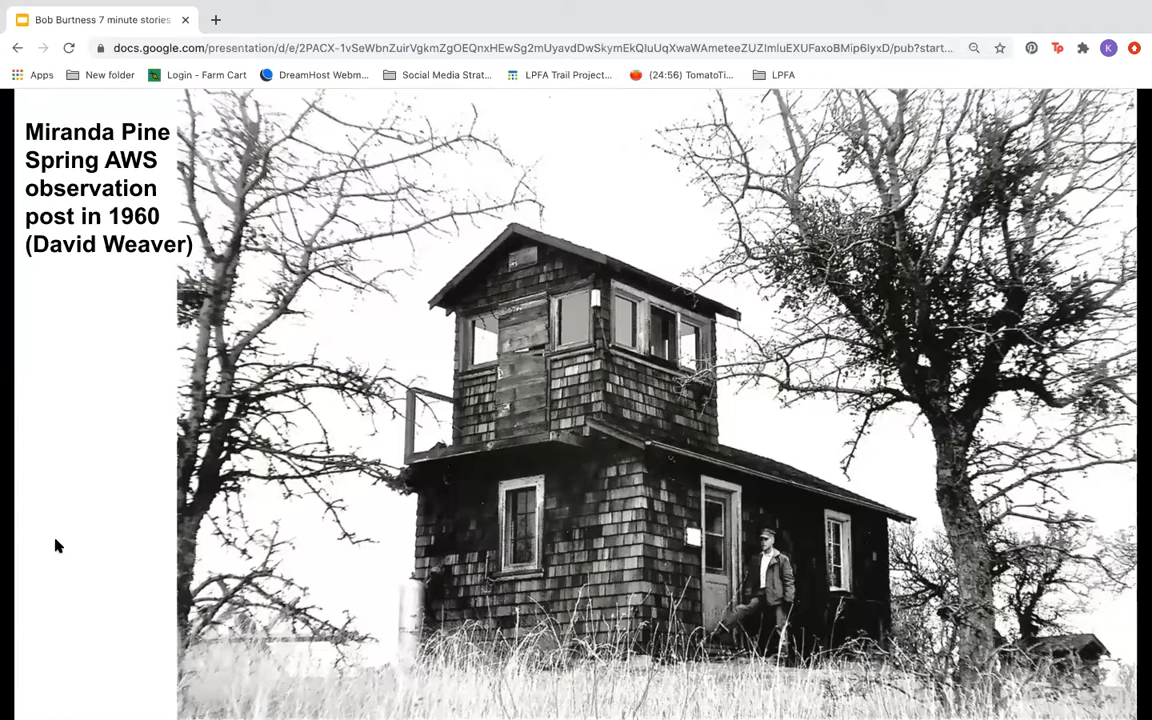 Bob Burtness 7 minute stories
docs.google.com/presentation/d/e/2PACX-1vSeWbnZuirVgkmZgOEQnxHEwSg2mUyavdDwSkymEkQIuUqXwaWAmeteeZUZImluEXUFaxoBMip6IyxD/pub?start...
K
Apps New folder Login - Farm Cart DreamHost Webm... Social Media Strat... LPFA Trail Project... (24:56) TomatoTi... LPFA
Miranda Pine
Spring AWS
observation
post in 1960
(David Weaver)